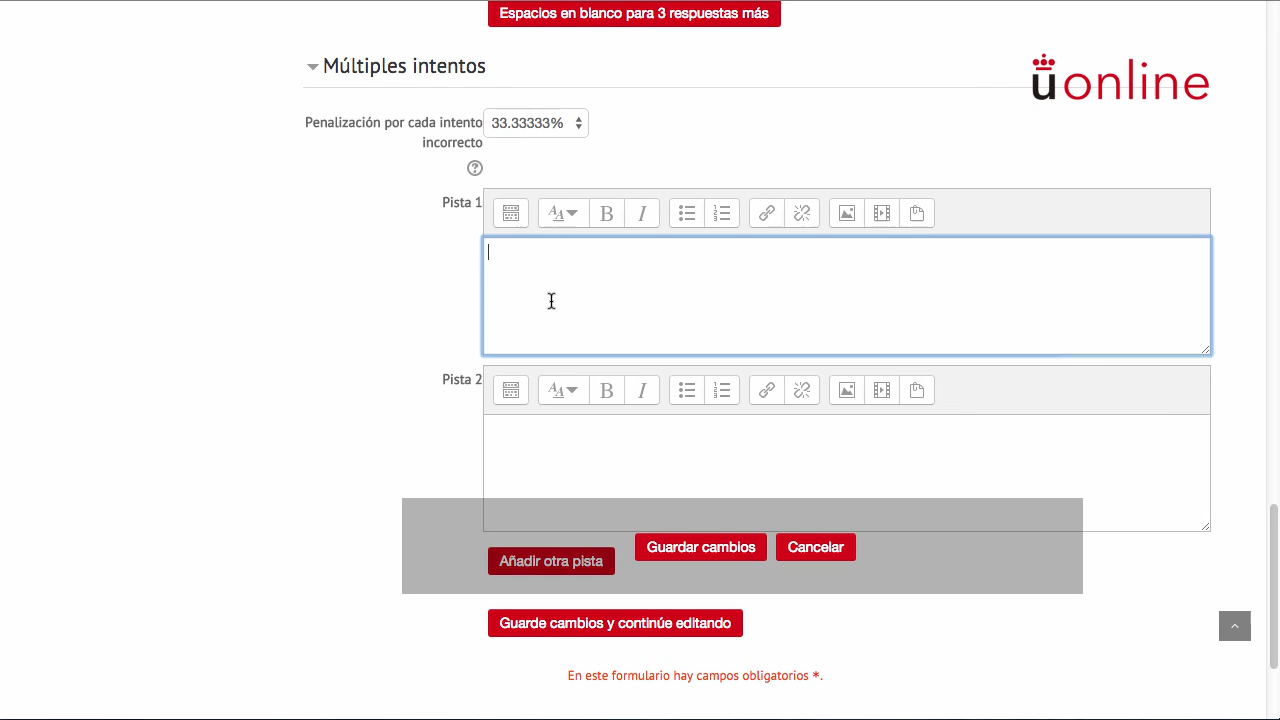 Espacios en blanco para 3 respuestas más
Múltiples intentos
üonline
Penalización por cada intento
incorrecto
33.33333%
Pista 1
Pista 2
Guardar cambios
Cancelar
Añadir otra pista
Guarde cambios y continúe editando
En este formulario hay campos obligatorios *.